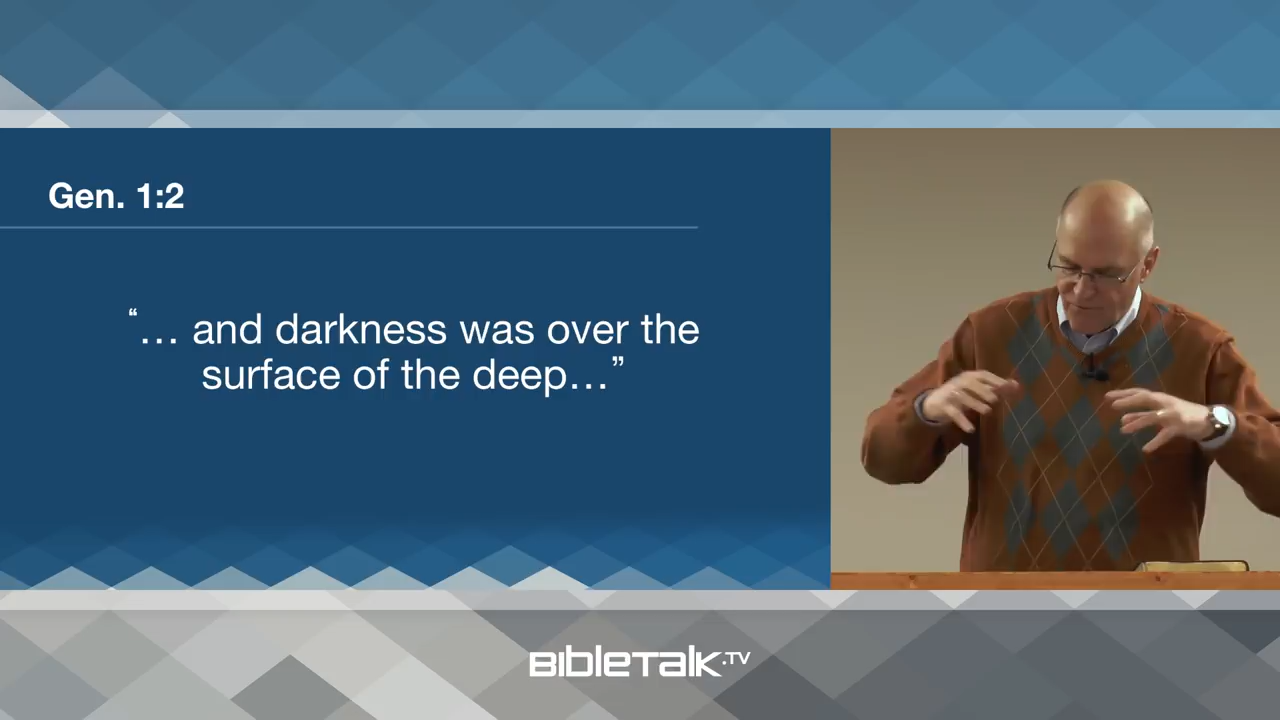 Gen. 1:2
“… and darkness was over the
surface of the deep…”
BIBLETALK.TV